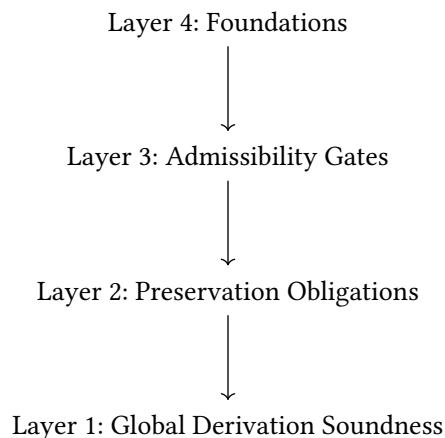 Layer 4: Foundations
Layer 3: Admissibility Gates
Layer 2: Preservation Obligations
Layer 1: Global Derivation Soundness